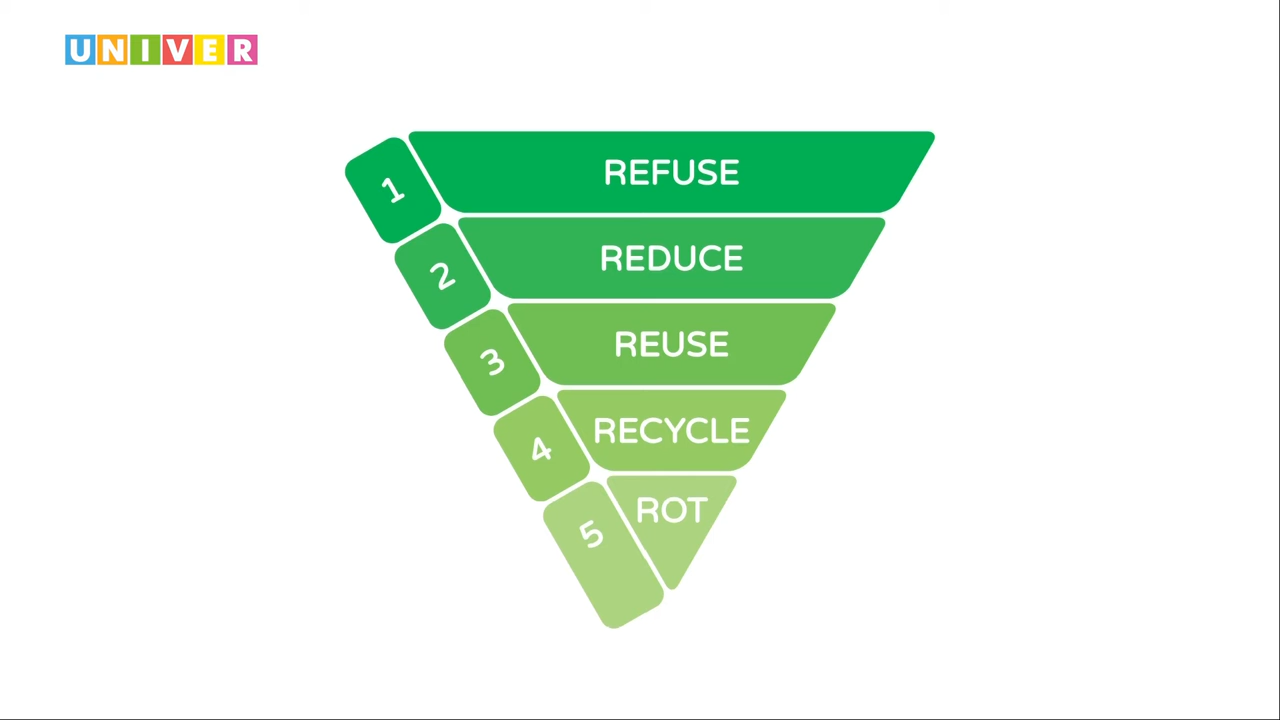 UNIVER
1 REFUSE
2 REDUCE
3 REUSE
4 RECYCLE
5 ROT